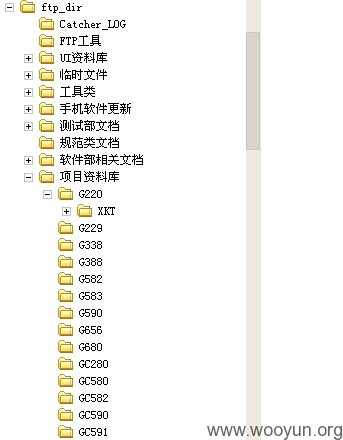 ftp_dir
Catcher_LOG
FTP工具
UI资料库
临时文件
工具类
手机软件更新
测试部文档
规范类文档
软件部相关文档
项目资料库
G220
XKT
G229
G338
G388
G582
G583
G590
G656
G680
GC280
GC580
GC582
GC590
GC591
www.wooyun.org